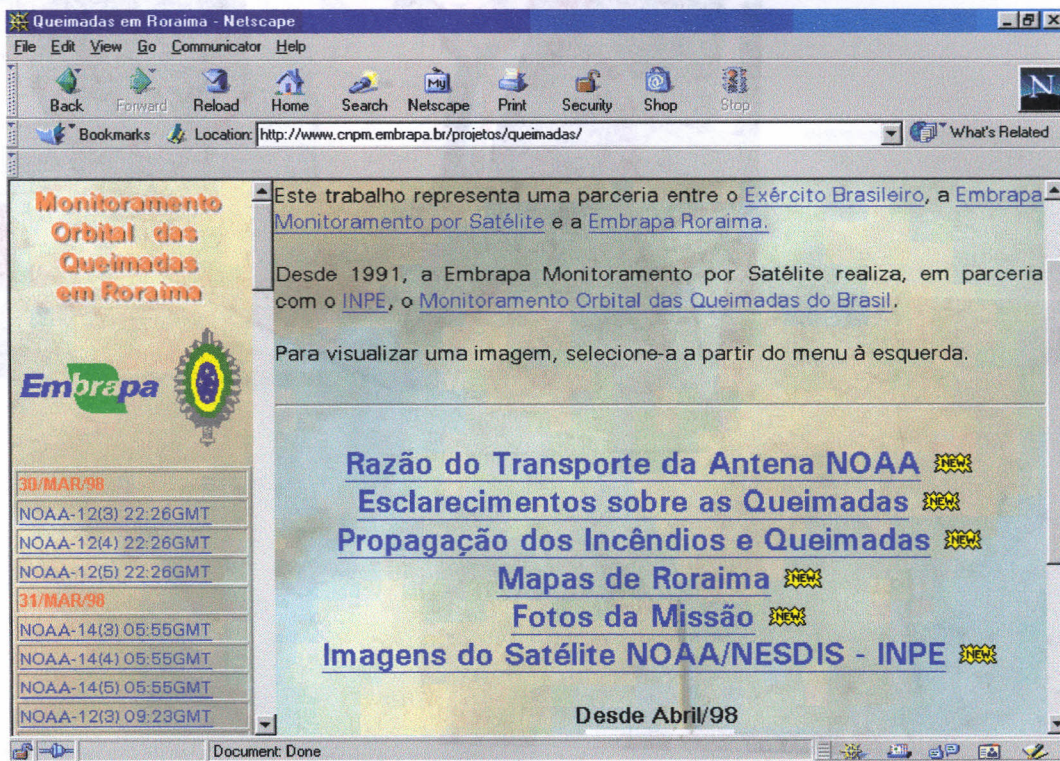 Queimadas em Roraima - Netscape
File Edit View Go Communicator Help
My
N
Back Forward Reload Home Search Netscape Print Security Shop Stop
Bookmarks Location: http://www.cnpm.embrapa.br/projetos/queimadas/ What's Related
Monitoramento
Orbital das
Queimadas
em Roraima
Embrapa
30/MAR/98
NOAA-12(3) 22:26GMT
NOAA-12(4) 22:26GMT
NOAA-12(5) 22:26GMT
31/MAR/98
NOAA-14(3) 05:55GMT
NOAA-14(4) 05:55GMT
NOAA-14(5) 05:55GMT
NOAA-12(3) 09:23GMT
Este trabalho representa uma parceria entre o Exército Brasileiro, a Embrapa
Monitoramento por Satélite e a Embrapa Roraima.
Desde 1991, a Embrapa Monitoramento por Satélite realiza, em parceria
com o INPE, o Monitoramento Orbital das Queimadas do Brasil.
Para visualizar uma imagem, selecione-a a partir do menu à esquerda.
Razão do Transporte da Antena NOAA NEW
Esclarecimentos sobre as Queimadas NEW
Propagação dos Incêndios e Queimadas NEW
Mapas de Roraima NEW
Fotos da Missão NEW
Imagens do Satélite NOAA/NESDIS - INPE NEW
Desde Abril/98
Document: Done